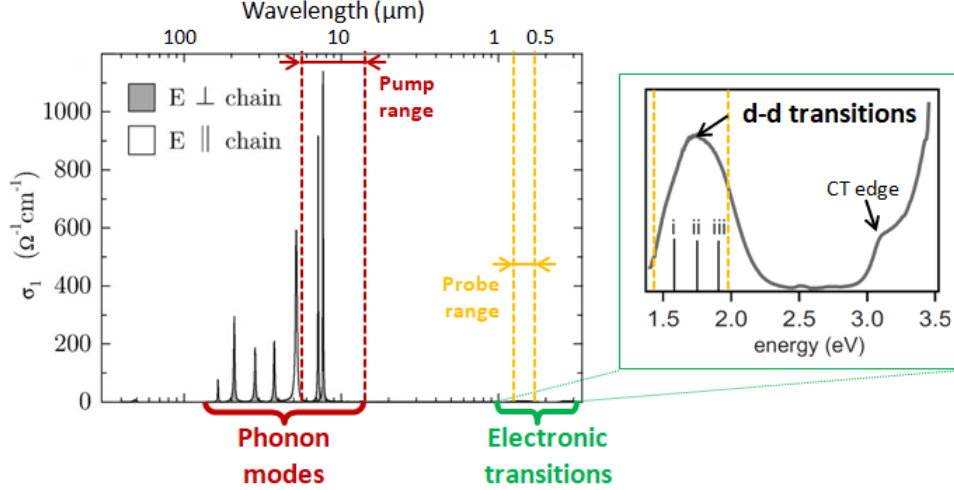 Wavelength (μm)
100 10 1 0.5
E ⊥ chain
E ∥ chain
Pump
range
1000
800
600
400
200
0
σ₁ (Ω⁻¹cm⁻¹)
Probe
range
Phonon
modes
Electronic
transitions
d-d transitions
CT edge
i ii iii
1.5 2.0 2.5 3.0 3.5
energy (eV)